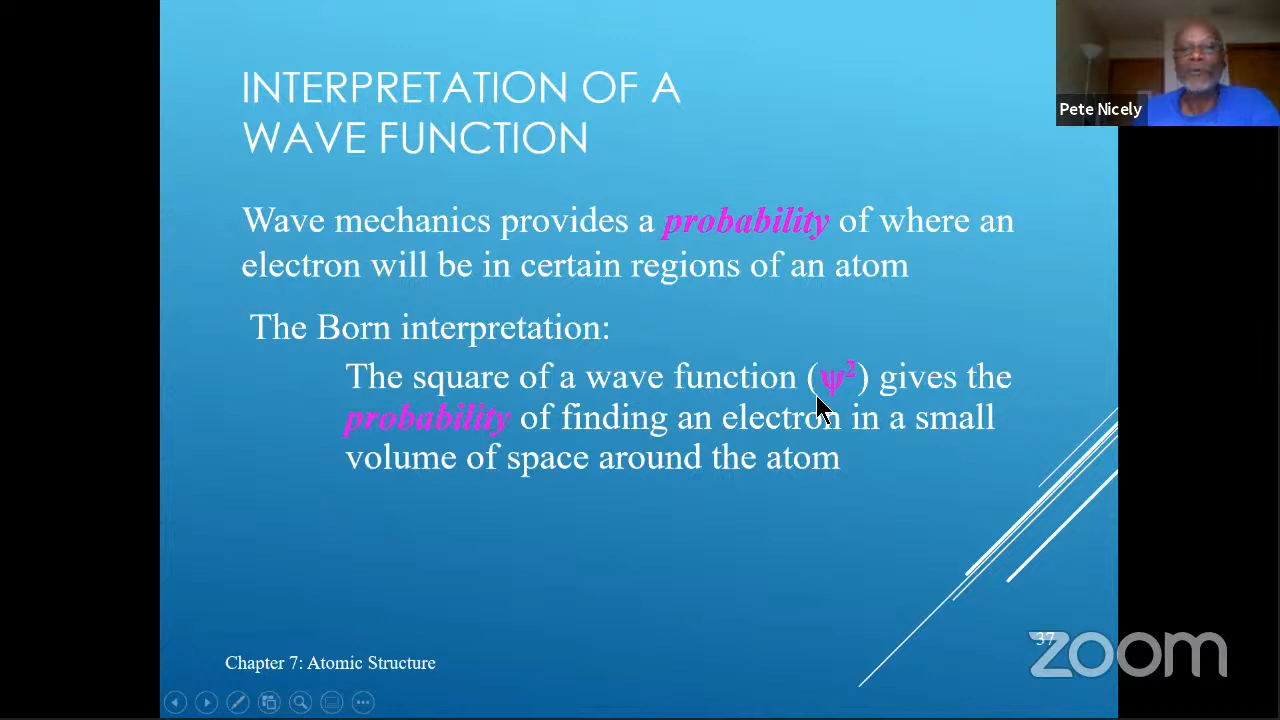 INTERPRETATION OF A
WAVE FUNCTION
Pete Nicely
Wave mechanics provides a probability of where an
electron will be in certain regions of an atom
The Born interpretation:
The square of a wave function (ψ²) gives the
probability of finding an electron in a small
volume of space around the atom
37
zoom
Chapter 7: Atomic Structure